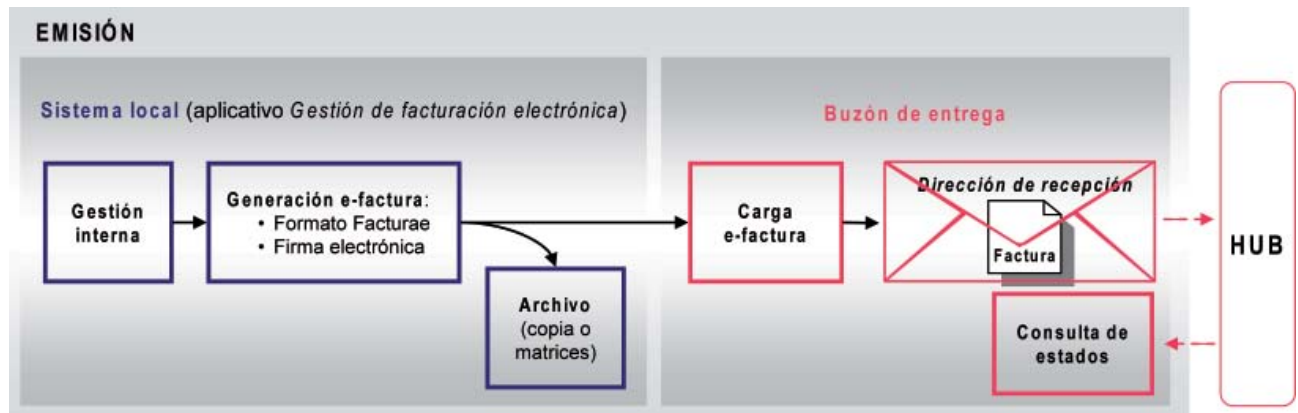 EMISIÓN
Sistema local (aplicativo Gestión de facturación electrónica)
Gestión
interna
Generación e-factura:
• Formato Facturae
• Firma electrónica
Archivo
(copia o
matrices)
Buzón de entrega
Carga
e-factura
Dirección de recepción
Factura
Consulta de
estados
HUB